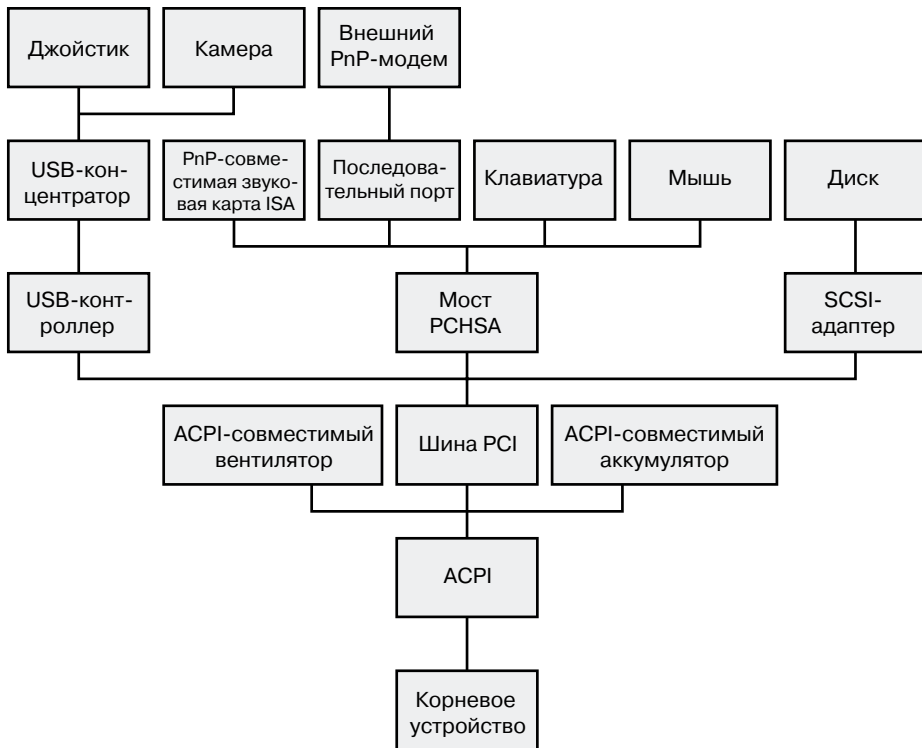 Джойстик
Камера
Внешний
PnP-модем
USB-кон-
центратор
PnP-совме-
стимая звуко-
вая карта ISA
Последова-
тельный порт
Клавиатура
Мышь
Диск
USB-конт-
роллер
Мост
PCHSA
SCSI-
адаптер
ACPI-совместимый
вентилятор
Шина PCI
ACPI-совместимый
аккумулятор
ACPI
Корневое
устройство